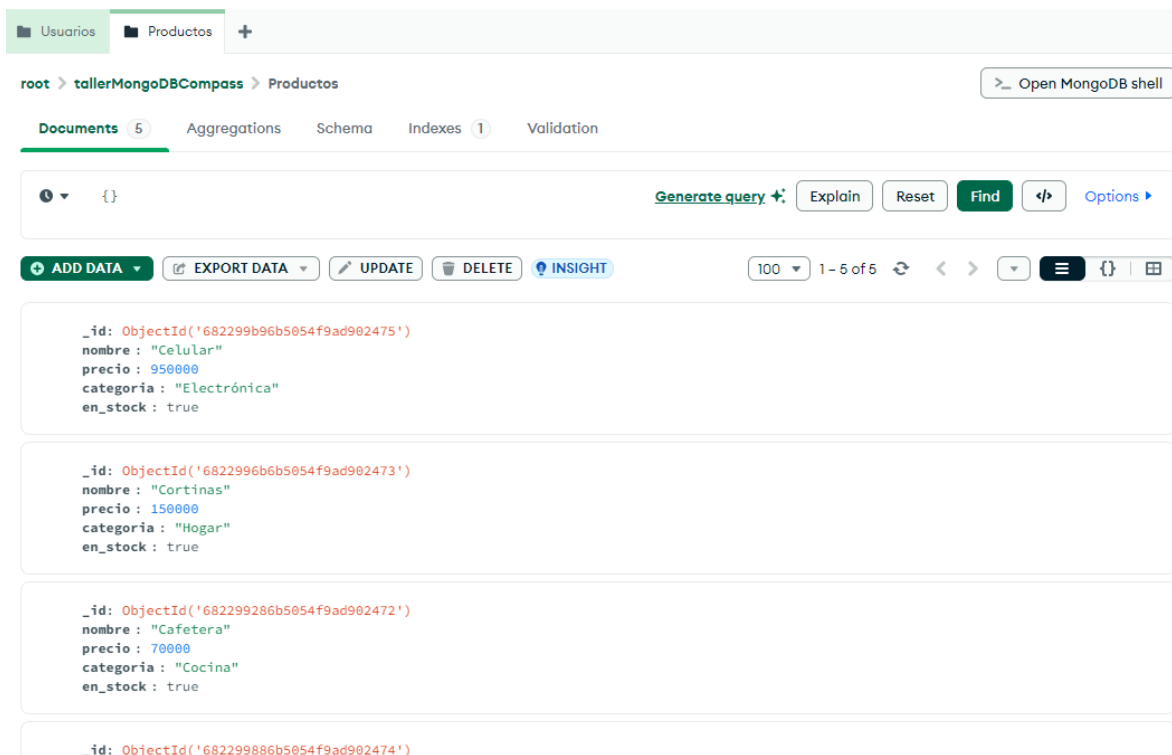 Usuarios Productos +
root > tallerMongoDBCompass > Productos >_ Open MongoDB shell
Documents 5 Aggregations Schema Indexes 1 Validation
{} Generate query Explain Reset Find </> Options
ADD DATA EXPORT DATA UPDATE DELETE INSIGHT 100 1 – 5 of 5 < > {}
_id: ObjectId('682299b96b5054f9ad902475')
nombre : "Celular"
precio : 950000
categoria : "Electrónica"
en_stock : true
_id: ObjectId('6822996b6b5054f9ad902473')
nombre : "Cortinas"
precio : 150000
categoria : "Hogar"
en_stock : true
_id: ObjectId('682299286b5054f9ad902472')
nombre : "Cafetera"
precio : 70000
categoria : "Cocina"
en_stock : true
_id: ObjectId('682299886b5054f9ad902474')